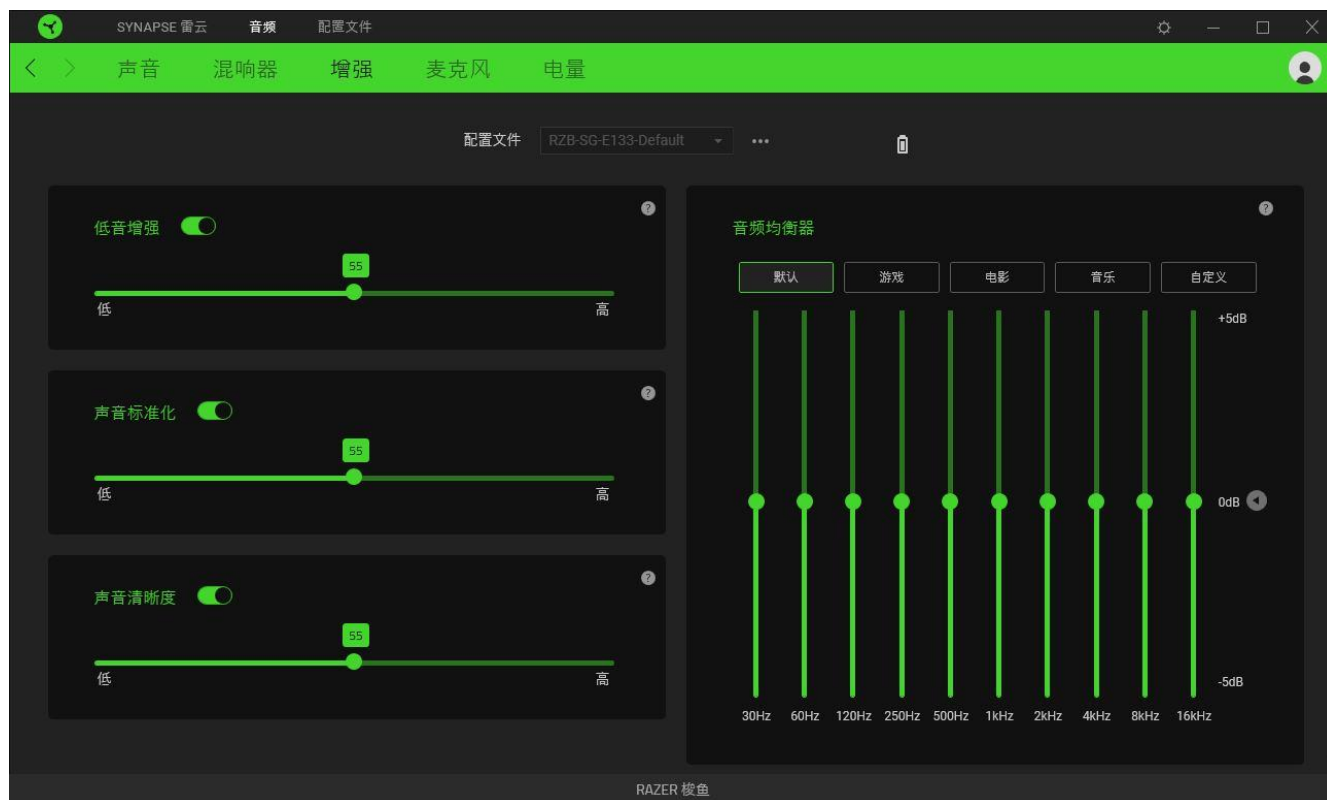 SYNAPSE 雷云 音频 配置文件
声音 混响器 增强 麦克风 电量
配置文件 RZB-SG-E133-Default
低音增强
55
低 高
声音标准化
55
低 高
声音清晰度
55
低 高
音频均衡器
默认 游戏 电影 音乐 自定义
+5dB
0dB
-5dB
30Hz 60Hz 120Hz 250Hz 500Hz 1kHz 2kHz 4kHz 8kHz 16kHz
RAZER 梭鱼